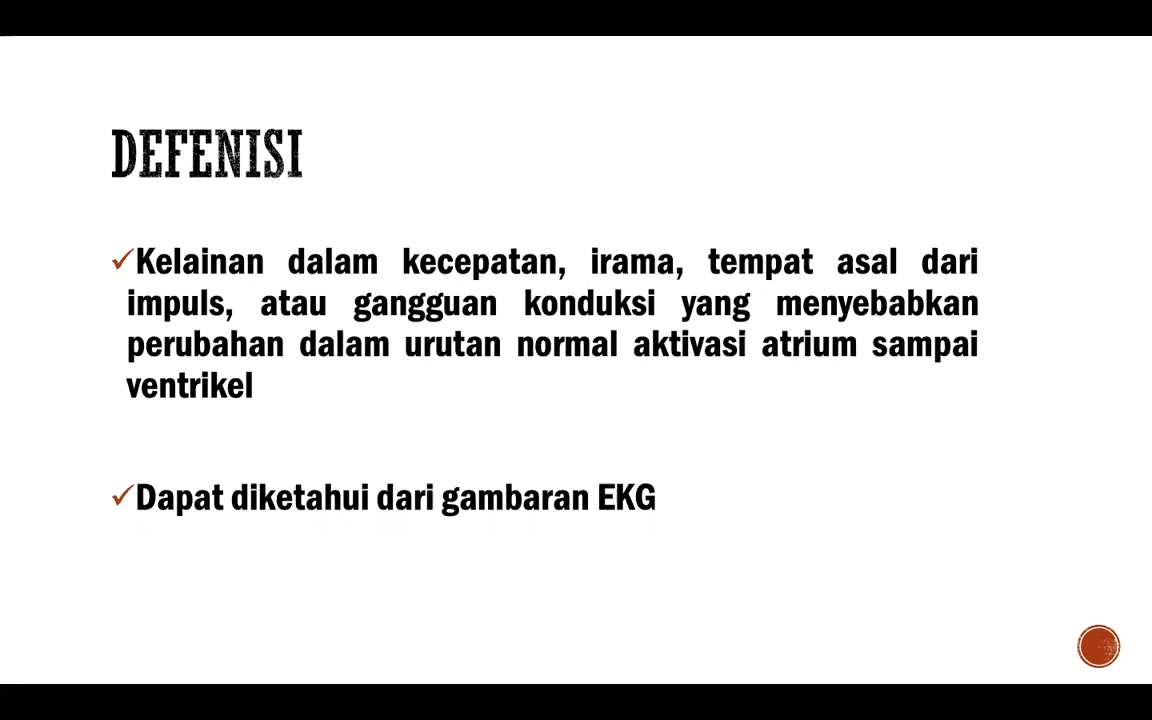 DEFENISI
✓Kelainan dalam kecepatan, irama, tempat asal dari
impuls, atau gangguan konduksi yang menyebabkan
perubahan dalam urutan normal aktivasi atrium sampai
ventrikel
✓Dapat diketahui dari gambaran EKG